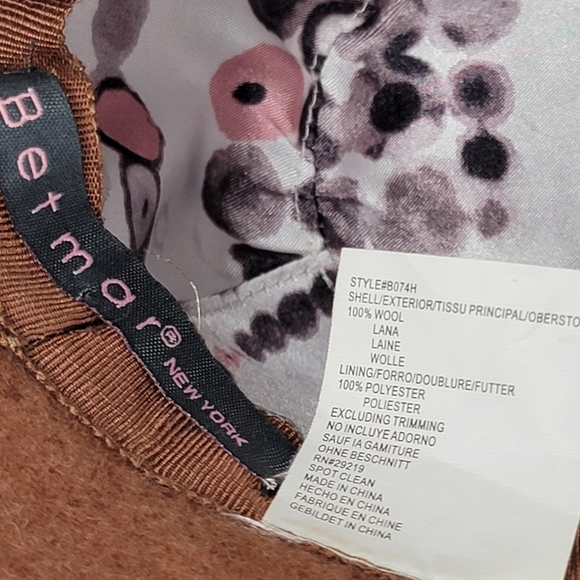 Betmar®
NEW YORK
STYLE#B074H
SHELL/EXTERIOR/TISSU PRINCIPAL/OBERSTO
100% WOOL
LANA
LAINE
WOLLE
LINING/FORRO/DOUBLURE/FUTTER
100% POLYESTER
POLIESTER
EXCLUDING TRIMMING
NO INCLUYE ADORNO
SAUF IA GAMITURE
OHNE BESCHNITT
RN#29219
SPOT CLEAN
MADE IN CHINA
HECHO EN CHINA
FABRIQUE EN CHINE
GEBILDET IN CHINA